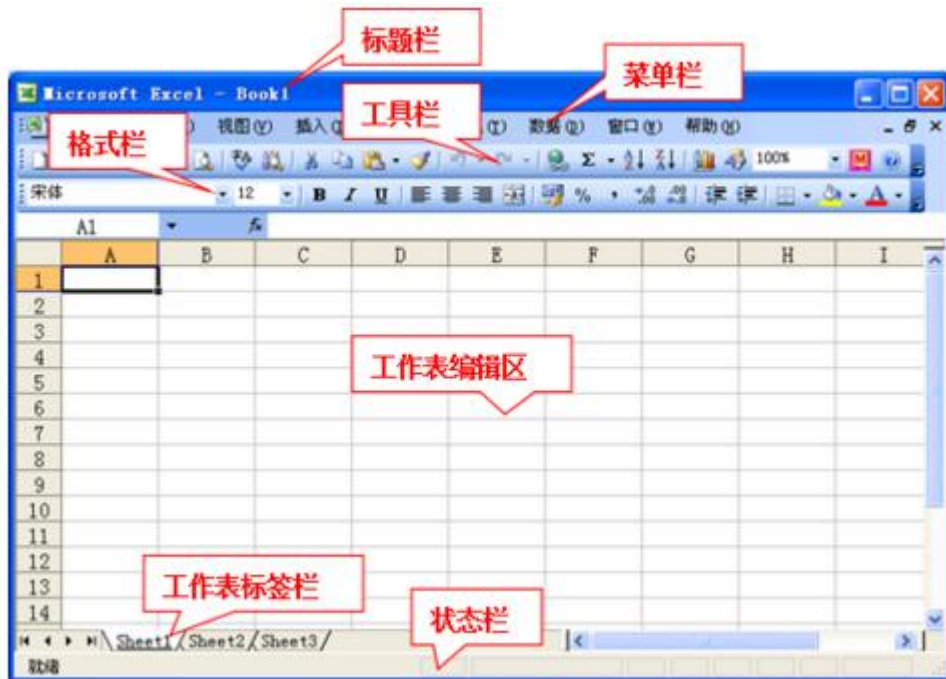 标题栏
菜单栏
Microsoft Excel - Book1
工具栏
视图(V) 插入 (T) 数据(D) 窗口(W) 帮助(H)
格式栏
100%
宋体 12 B I U %
A1 fx
A B C D E F G H I
1
2
3
4
工作表编辑区
5
6
7
8
9
10
11
12
13
工作表标签栏
14
状态栏
Sheet1 Sheet2 Sheet3
就绪